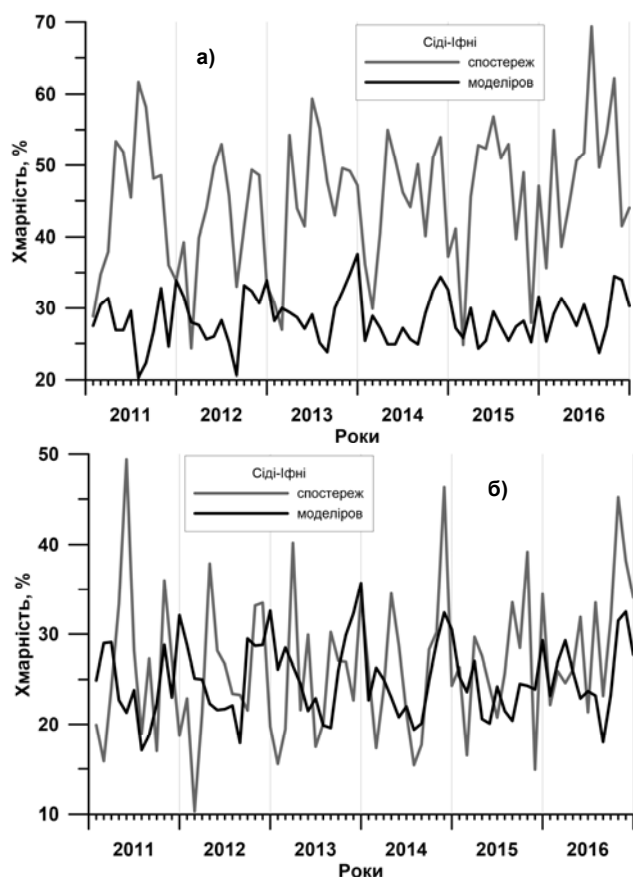 70
60
50
40
30
20
Хмарність, %
а)
Сіді-Іфні
спостереж
моделіров
2011 2012 2013 2014 2015 2016
Роки
50
40
30
20
10
Хмарність, %
б)
Сіді-Іфні
спостереж
моделіров
2011 2012 2013 2014 2015 2016
Роки